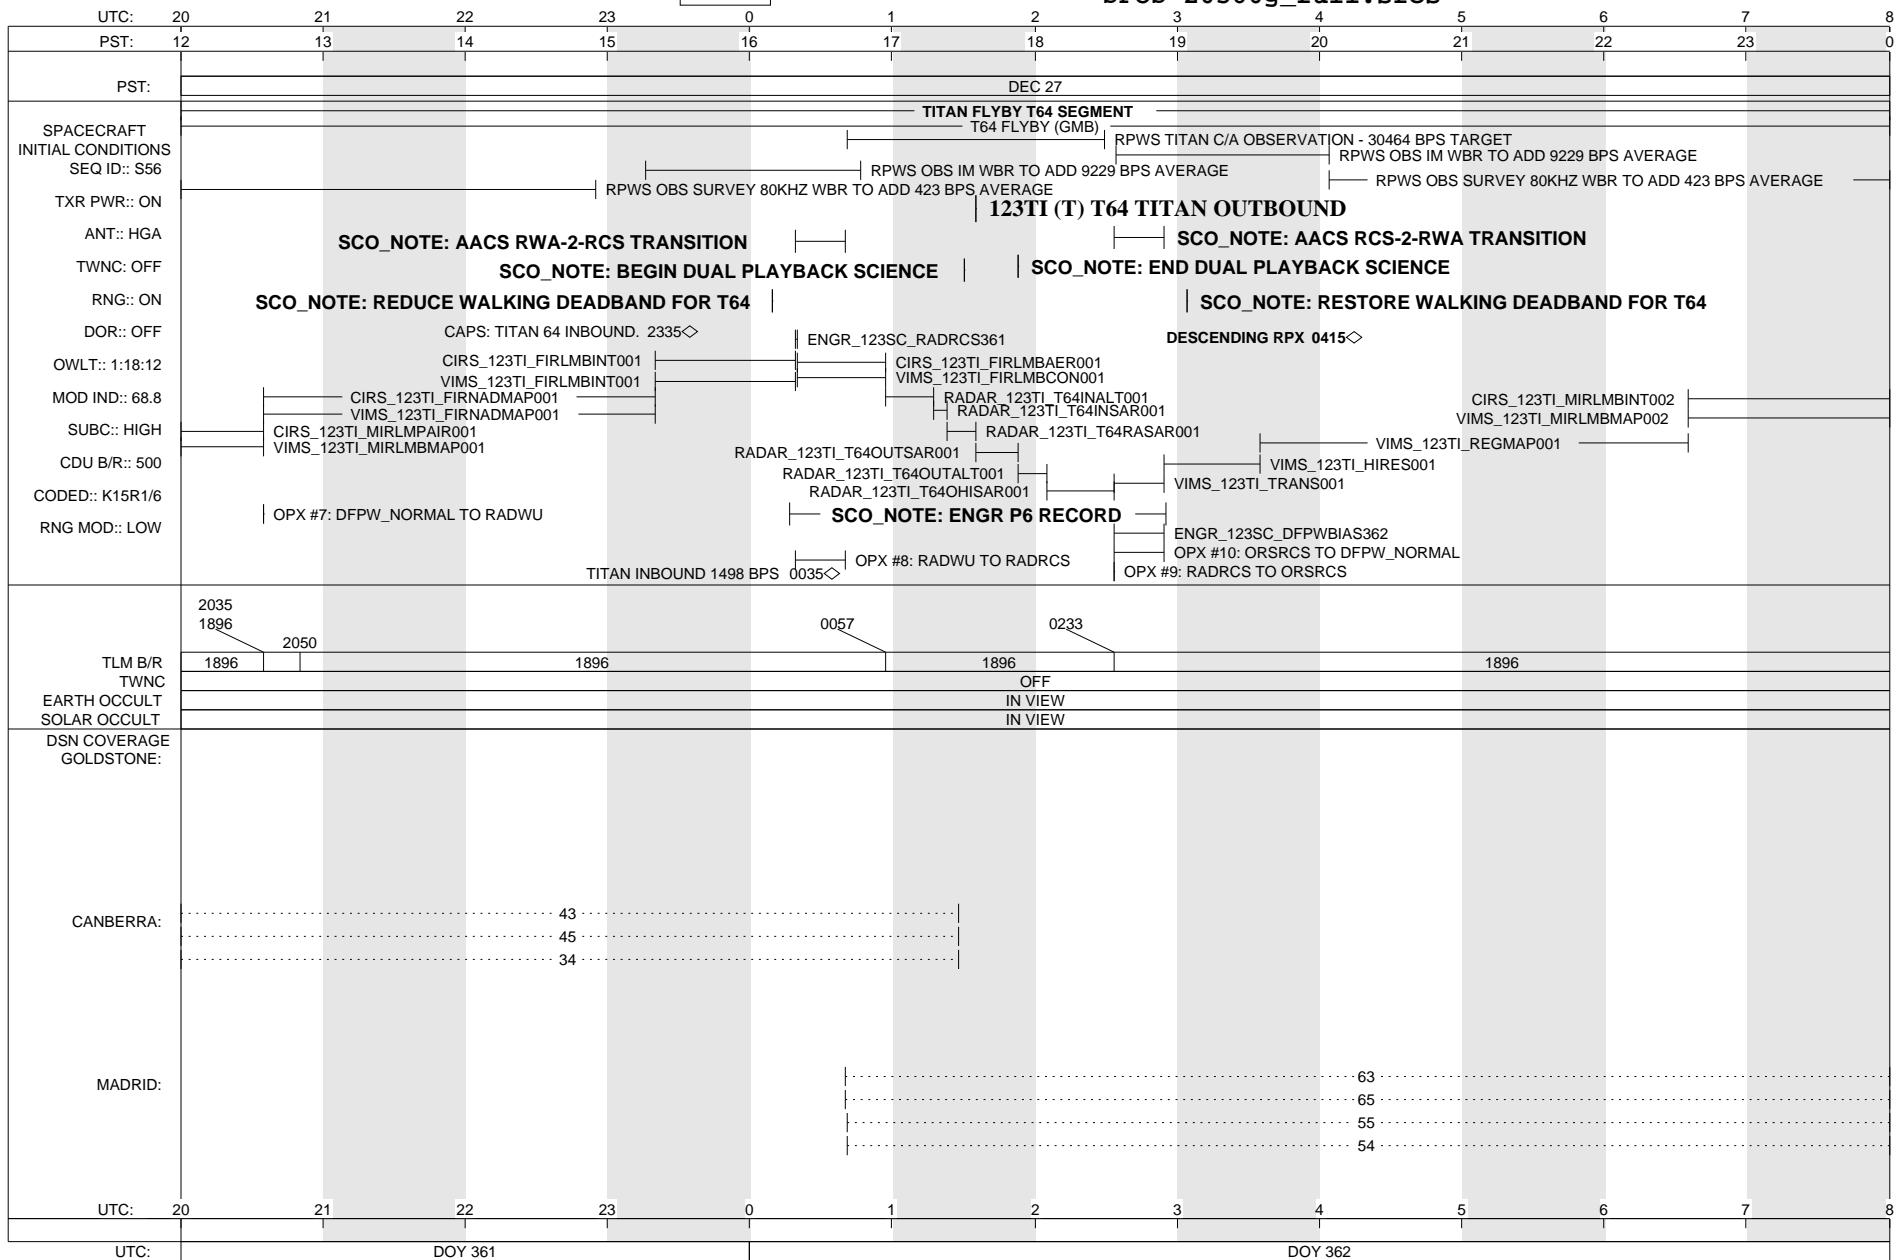 UTC: 20 21 22 23 0 1 2 3 4 5 6 7 8
PST: 12 13 14 15 16 17 18 19 20 21 22 23 0
PST: DEC 27
TITAN FLYBY T64 SEGMENT
T64 FLYBY (GMB)
SPACECRAFT
INITIAL CONDITIONS
RPWS TITAN C/A OBSERVATION - 30464 BPS TARGET
RPWS OBS IM WBR TO ADD 9229 BPS AVERAGE
SEQ ID:: S56
RPWS OBS IM WBR TO ADD 9229 BPS AVERAGE
RPWS OBS SURVEY 80KHZ WBR TO ADD 423 BPS AVERAGE
RPWS OBS SURVEY 80KHZ WBR TO ADD 423 BPS AVERAGE
TXR PWR:: ON
123TI (T) T64 TITAN OUTBOUND
ANT:: HGA
SCO_NOTE: AACS RWA-2-RCS TRANSITION
SCO_NOTE: AACS RCS-2-RWA TRANSITION
TWNC: OFF
SCO_NOTE: BEGIN DUAL PLAYBACK SCIENCE
SCO_NOTE: END DUAL PLAYBACK SCIENCE
RNG:: ON
SCO_NOTE: REDUCE WALKING DEADBAND FOR T64
SCO_NOTE: RESTORE WALKING DEADBAND FOR T64
DOR:: OFF
CAPS: TITAN 64 INBOUND. 2335
ENGR_123SC_RADRCS361
DESCENDING RPX 0415
OWLT:: 1:18:12
CIRS_123TI_FIRLMBINT001
CIRS_123TI_FIRLMBAER001
VIMS_123TI_FIRLMBINT001
VIMS_123TI_FIRLMBCON001
MOD IND:: 68.8
CIRS_123TI_FIRNADMAP001
RADAR_123TI_T64INALT001
CIRS_123TI_MIRLMBINT002
VIMS_123TI_FIRNADMAP001
RADAR_123TI_T64INSAR001
VIMS_123TI_MIRLMBMAP002
SUBC:: HIGH
CIRS_123TI_MIRLMPAIR001
RADAR_123TI_T64RASAR001
VIMS_123TI_MIRLMBMAP001
VIMS_123TI_REGMAP001
RADAR_123TI_T64OUTSAR001
CDU B/R:: 500
VIMS_123TI_HIRES001
RADAR_123TI_T64OUTALT001
VIMS_123TI_TRANS001
CODED:: K15R1/6
RADAR_123TI_T64OHISAR001
OPX #7: DFPW_NORMAL TO RADWU
SCO_NOTE: ENGR P6 RECORD
RNG MOD:: LOW
ENGR_123SC_DFPWBIAS362
OPX #8: RADWU TO RADRCS
OPX #10: ORSRCS TO DFPW_NORMAL
TITAN INBOUND 1498 BPS 0035
OPX #9: RADRCS TO ORSRCS
2035
1896
0057
0233
2050
TLM B/R 1896 1896 1896 1896
TWNC OFF
EARTH OCCULT IN VIEW
SOLAR OCCULT IN VIEW
DSN COVERAGE
GOLDSTONE:
CANBERRA: 43
45
34
MADRID: 63
65
55
54
UTC: 20 21 22 23 0 1 2 3 4 5 6 7 8
UTC: DOY 361 DOY 362